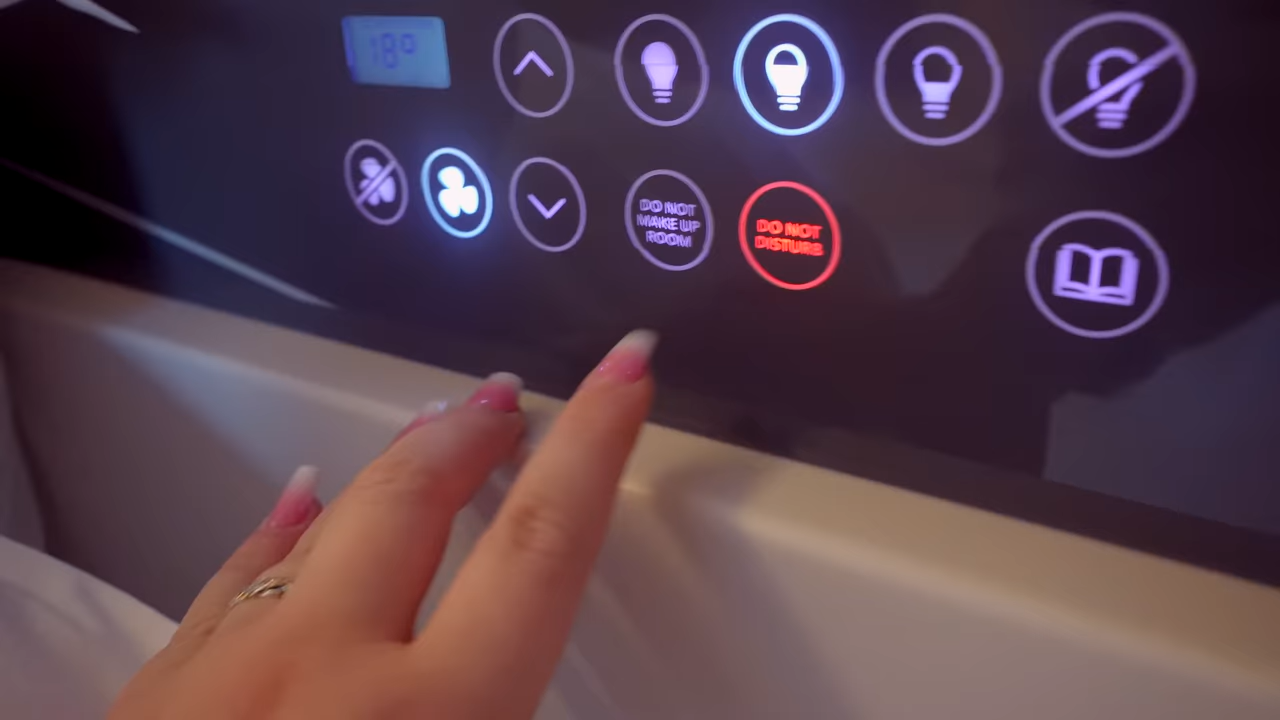 18°
DO NOT
MAKE UP
ROOM
DO NOT
DISTURB